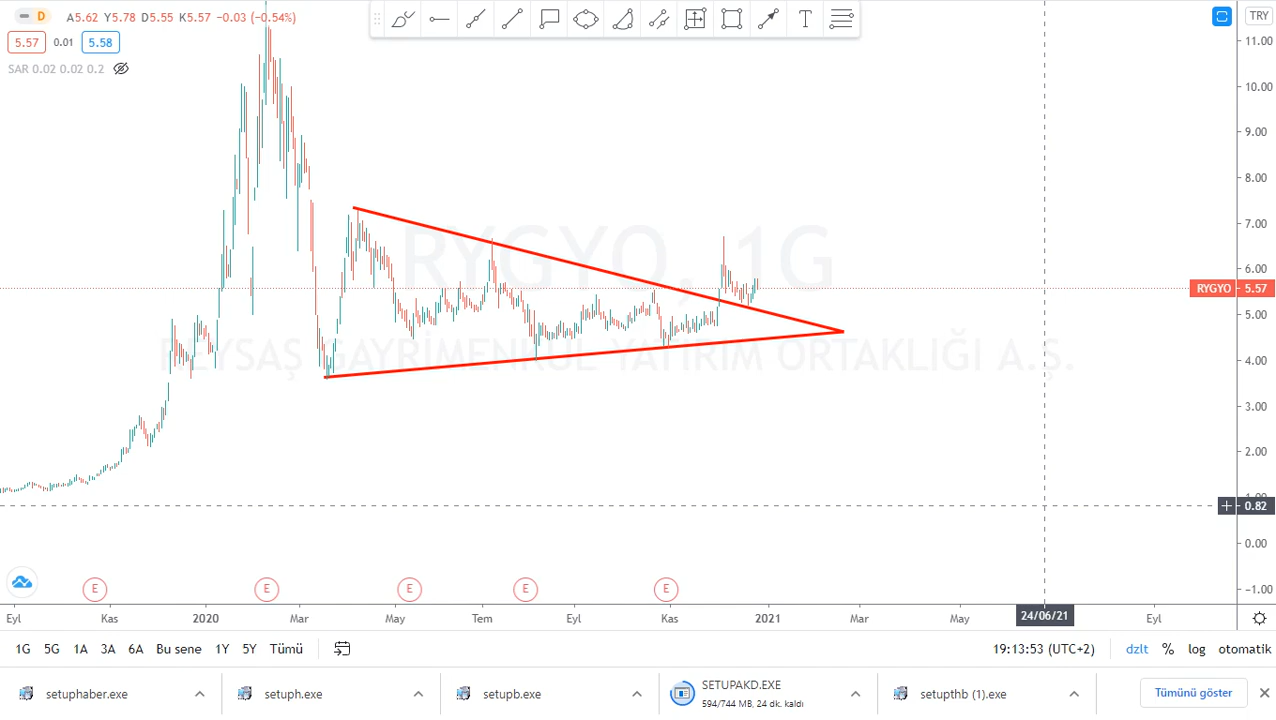 D A5.62 Y5.78 D5.55 K5.57 −0.03 (−0.54%)
5.57 0.01 5.58
SAR 0.02 0.02 0.2
T
TRY
11.00
10.00
9.00
8.00
7.00
6.00
RYGYO 5.57
5.00
4.00
3.00
2.00
1.00
0.82
0.00
−1.00
RYGYO, 1G
REYSAŞ GAYRİMENKUL YATIRIM ORTAKLIĞI A.Ş.
E E E E E
Eyl Kas 2020 Mar May Tem Eyl Kas 2021 Mar May 24/06/21 Eyl
1G 5G 1A 3A 6A Bu sene 1Y 5Y Tümü 19:13:53 (UTC+2) dzlt % log otomatik
setuphaber.exe setuph.exe setuppb.exe SETUPAKD.EXE setupthb (1).exe Tümünü göster
594/744 MB, 24 dk. kaldı